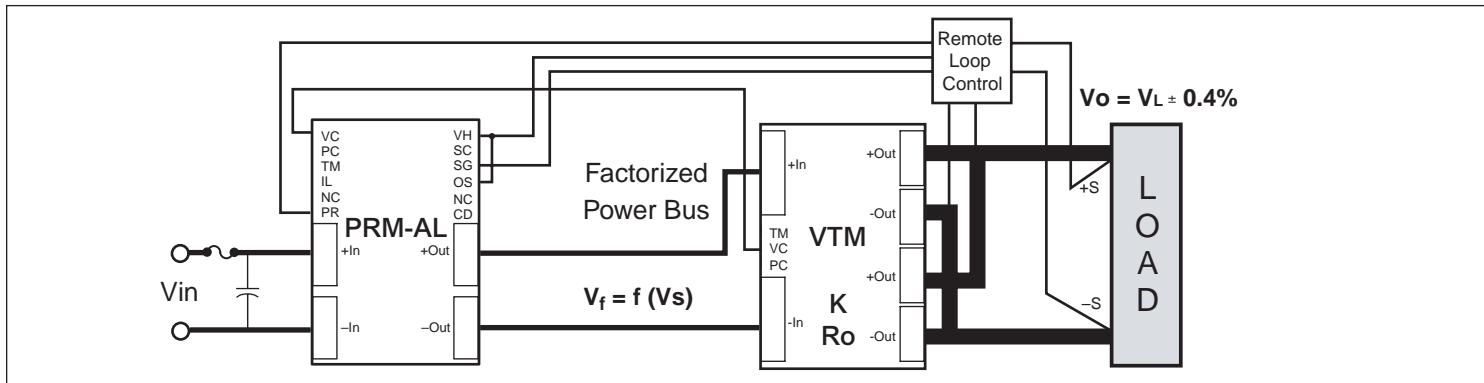 Remote
Loop
Control
Vo = VL ± 0.4%
VC
PC
TM
IL
NC
PR
VH
SC
SG
OS
NC
CD
PRM-AL
+In
–In
+Out
–Out
Vin
Factorized
Power Bus
Vf = f (Vs)
+In
TM
VC
PC
-In
VTM
K
Ro
+Out
-Out
+Out
-Out
+S
–S
LOAD